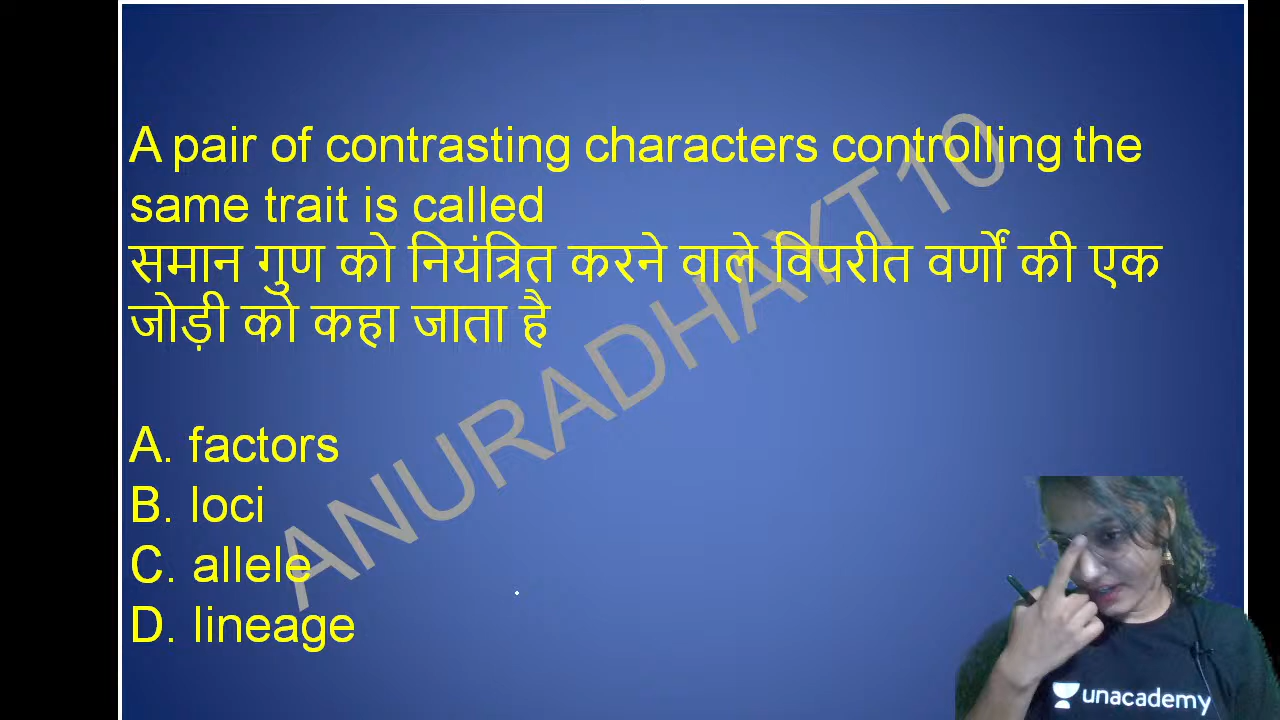 A pair of contrasting characters controlling the
same trait is called
समान गुण को नियंत्रित करने वाले विपरीत वर्णों की एक
जोड़ी को कहा जाता है
A. factors
B. loci
C. allele
D. lineage
ANURADHAYT10
unacademy